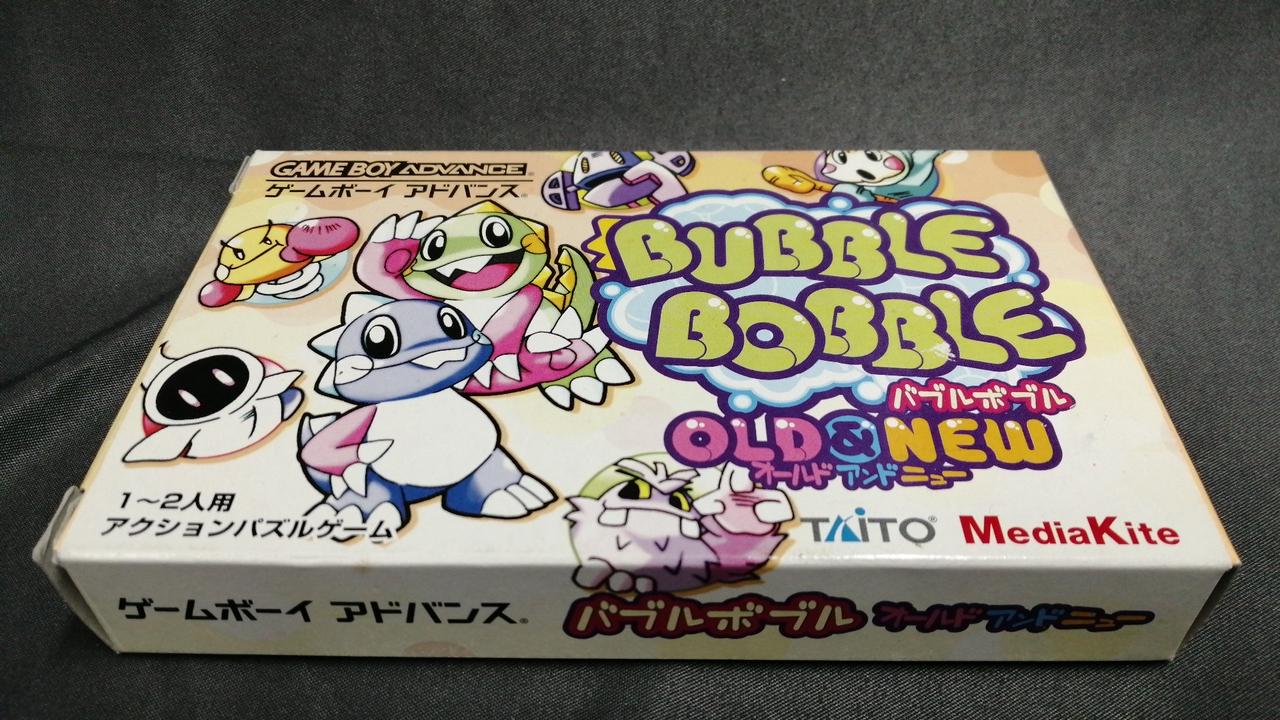 GAME BOY ADVANCE
ゲームボーイ アドバンス®
BUBBLE
BOBBLE
バブルボブル
OLD & NEW
オールド アンド ニュー
1〜2人用
アクションパズルゲーム
TAITO® MediaKite
ゲームボーイ アドバンス® バブルボブル オールド アンド ニュー